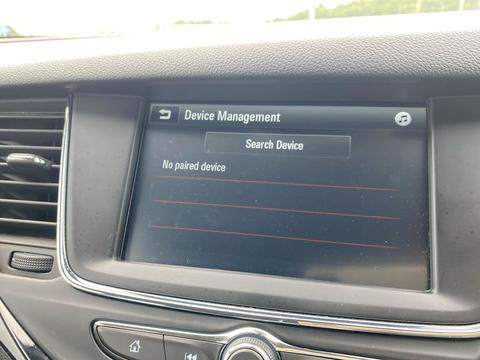 Device Management
Search Device
No paired device